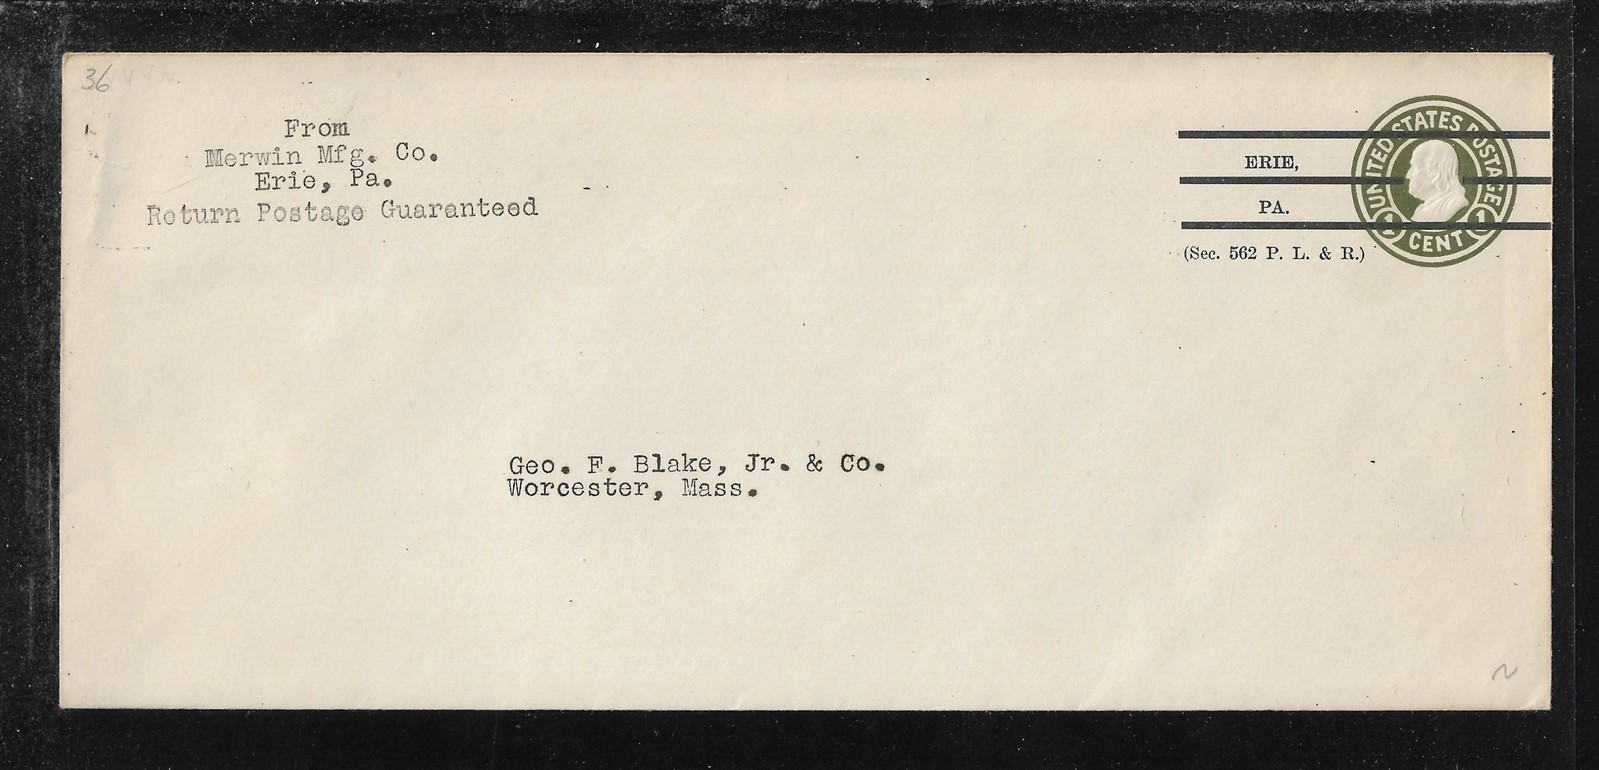 36
From
Merwin Mfg. Co.
Erie, Pa.
Return Postage Guaranteed
UNITED STATES POSTAGE
1 CENT 1
ERIE,
PA.
(Sec. 562 P. L. & R.)
Geo. F. Blake, Jr. & Co.
Worcester, Mass.